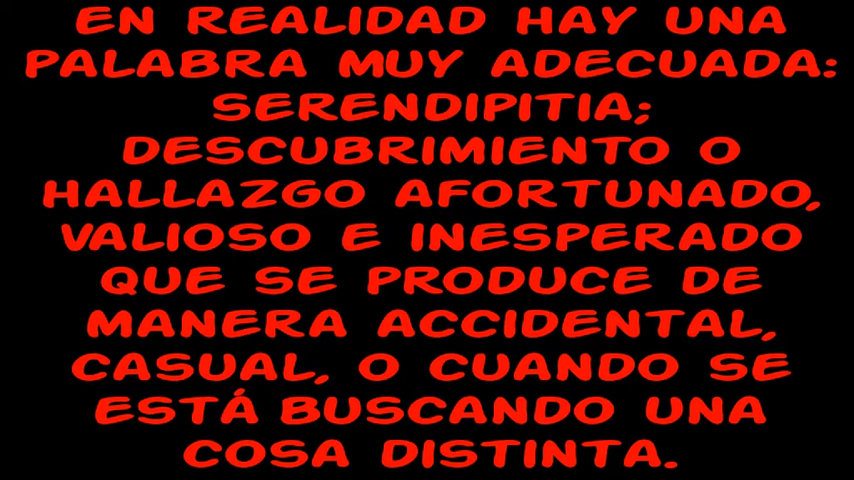 EN REALIDAD HAY UNA
PALABRA MUY ADECUADA:
SERENDIPITIA;
DESCUBRIMIENTO O
HALLAZGO AFORTUNADO,
VALIOSO E INESPERADO
QUE SE PRODUCE DE
MANERA ACCIDENTAL,
CASUAL, O CUANDO SE
ESTÁ BUSCANDO UNA
COSA DISTINTA.